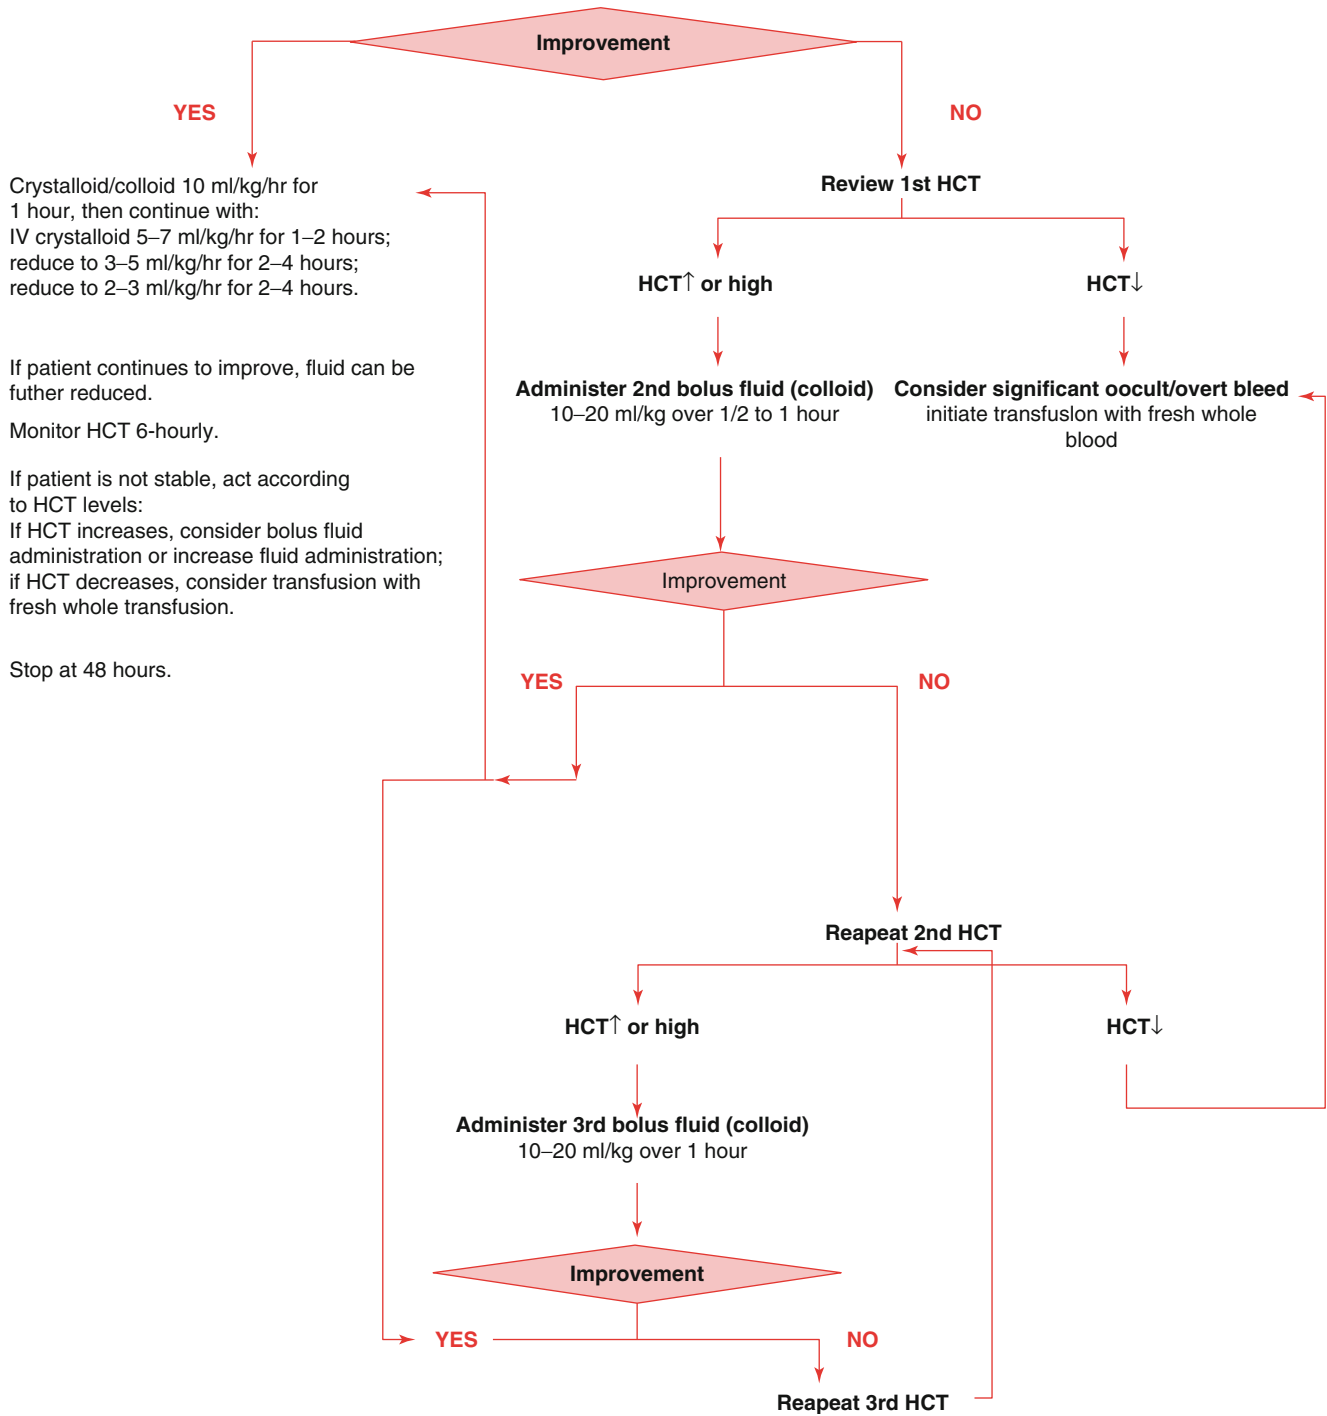 Improvement
YES
NO
Crystalloid/colloid 10 ml/kg/hr for
1 hour, then continue with:
IV crystalloid 5–7 ml/kg/hr for 1–2 hours;
reduce to 3–5 ml/kg/hr for 2–4 hours;
reduce to 2–3 ml/kg/hr for 2–4 hours.
If patient continues to improve, fluid can be
futher reduced.
Monitor HCT 6-hourly.
If patient is not stable, act according
to HCT levels:
If HCT increases, consider bolus fluid
administration or increase fluid administration;
if HCT decreases, consider transfusion with
fresh whole transfusion.
Stop at 48 hours.
Review 1st HCT
HCT↑ or high
HCT↓
Administer 2nd bolus fluid (colloid)
10–20 ml/kg over 1/2 to 1 hour
Consider significant oocult/overt bleed
initiate transfuslon with fresh whole
blood
Improvement
YES
NO
Reapeat 2nd HCT
HCT↑ or high
HCT↓
Administer 3rd bolus fluid (colloid)
10–20 ml/kg over 1 hour
Improvement
YES
NO
Reapeat 3rd HCT